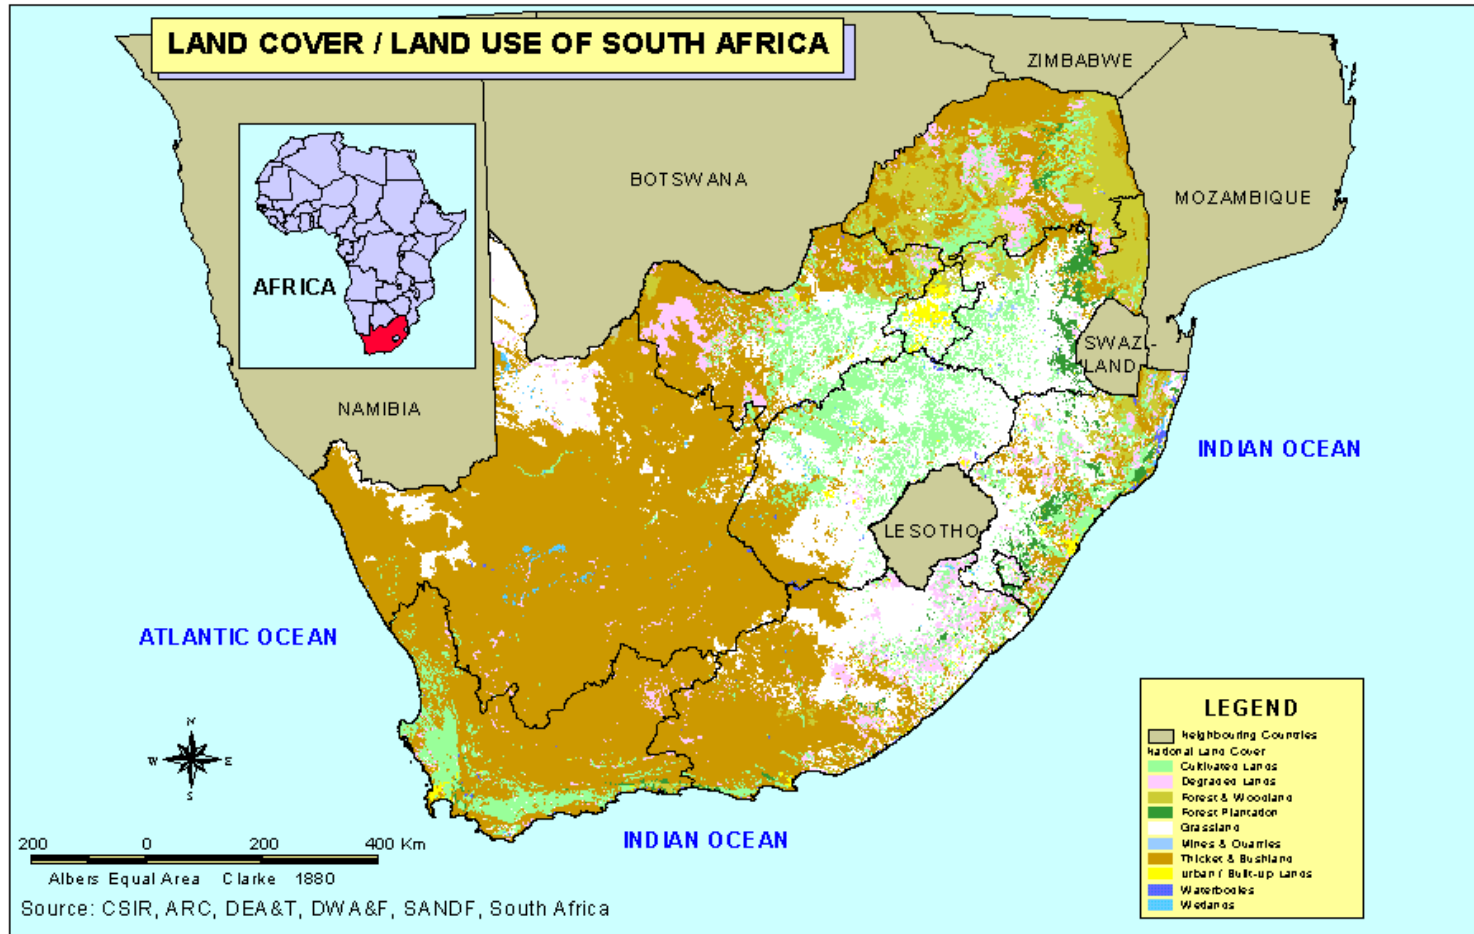 LAND COVER / LAND USE OF SOUTH AFRICA
ZIMBABWE
BOTSWANA
MOZAMBIQUE
AFRICA
SWAZI-
LAND
NAMIBIA
INDIAN OCEAN
LESOTHO
ATLANTIC OCEAN
INDIAN OCEAN
N
W E
S
200 0 200 400 Km
Albers Equal Area Clarke 1880
Source: CSIR, ARC, DEA&T, DWA&F, SANDF, South Africa
LEGEND
Neighbouring Countries
National Land Cover
Cultivated Lands
Degraded Lands
Forest & Woodland
Forest Plantation
Grassland
Mines & Quarries
Thicket & Bushland
Urban / Built-up Lands
Waterbodies
Wetlands